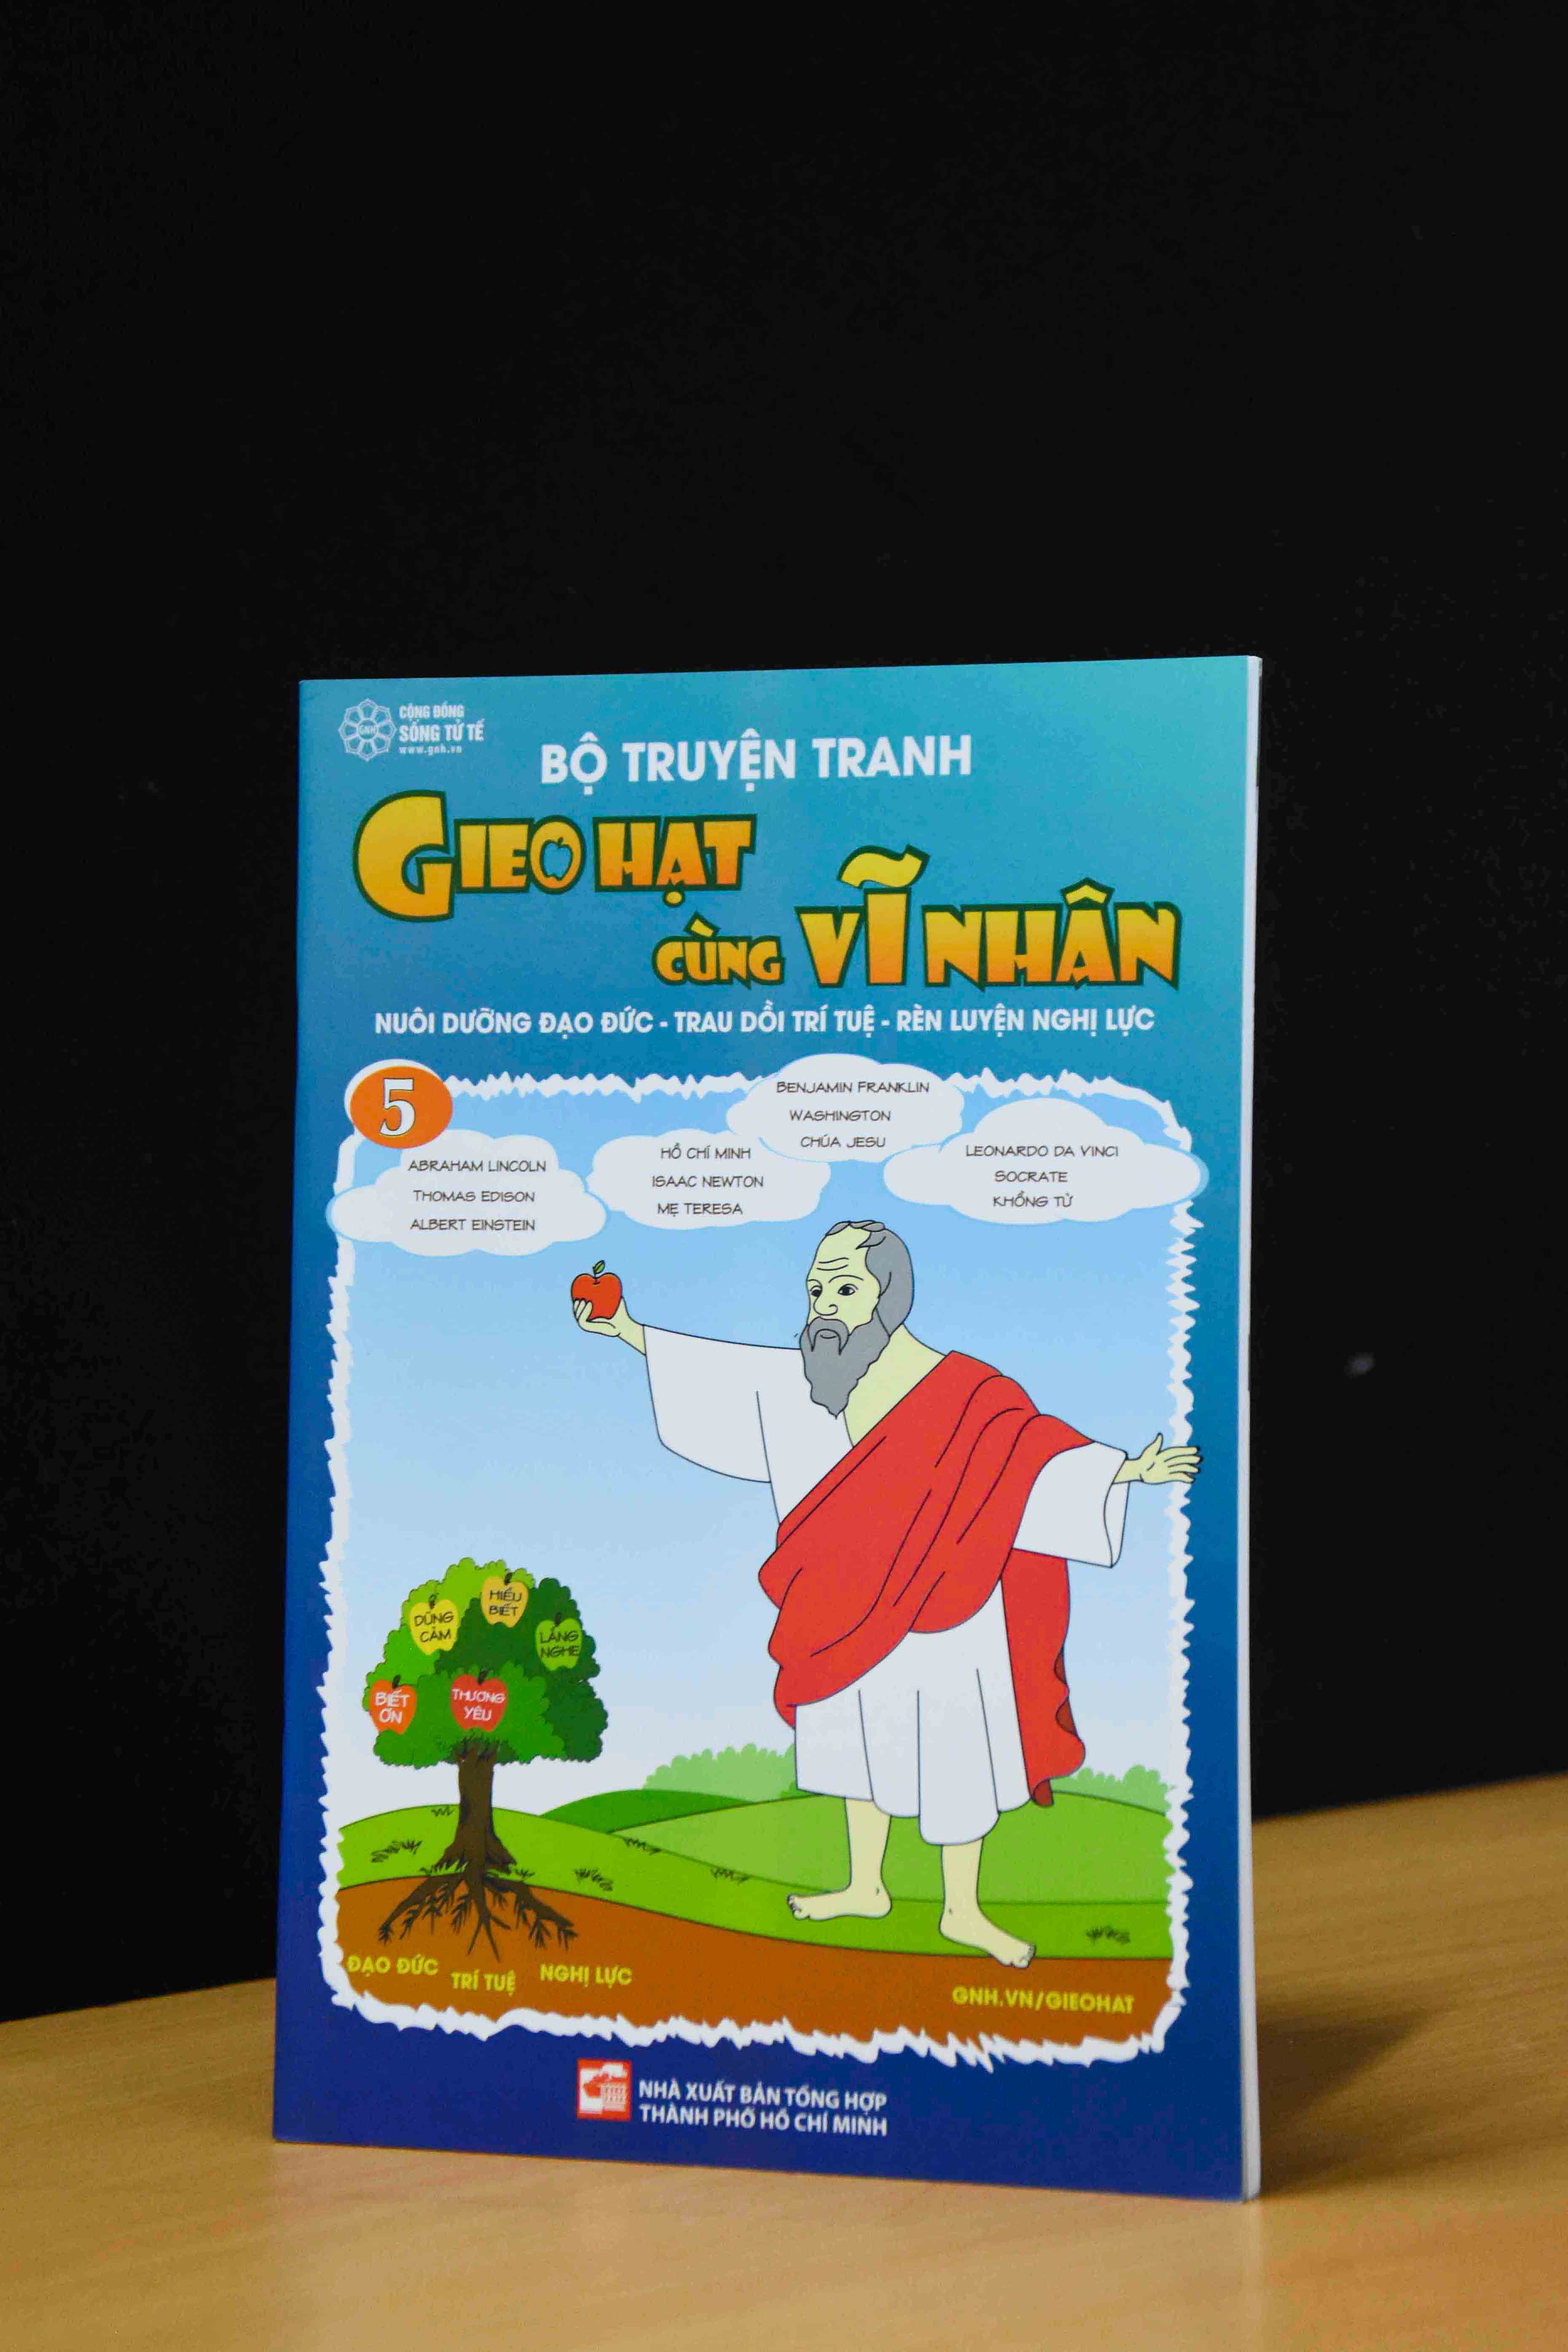 GNH
CỘNG ĐỒNG
SỐNG TỬ TẾ
www.gnh.vn
BỘ TRUYỆN TRANH
GIEO HẠT
CÙNG VĨ NHÂN
NUÔI DƯỠNG ĐẠO ĐỨC - TRAU DỒI TRÍ TUỆ - RÈN LUYỆN NGHỊ LỰC
5
ABRAHAM LINCOLN
THOMAS EDISON
ALBERT EINSTEIN
HỒ CHÍ MINH
ISAAC NEWTON
MẸ TERESA
BENJAMIN FRANKLIN
WASHINGTON
CHÚA JESU
LEONARDO DA VINCI
SOCRATE
KHỔNG TỬ
HIỂU
BIẾT
DŨNG
CẢM
LẮNG
NGHE
BIẾT
ƠN
THƯƠNG
YÊU
ĐẠO ĐỨC
TRÍ TUỆ
NGHỊ LỰC
GNH.VN/GIEOHAT
NHÀ XUẤT BẢN TỔNG HỢP
THÀNH PHỐ HỒ CHÍ MINH